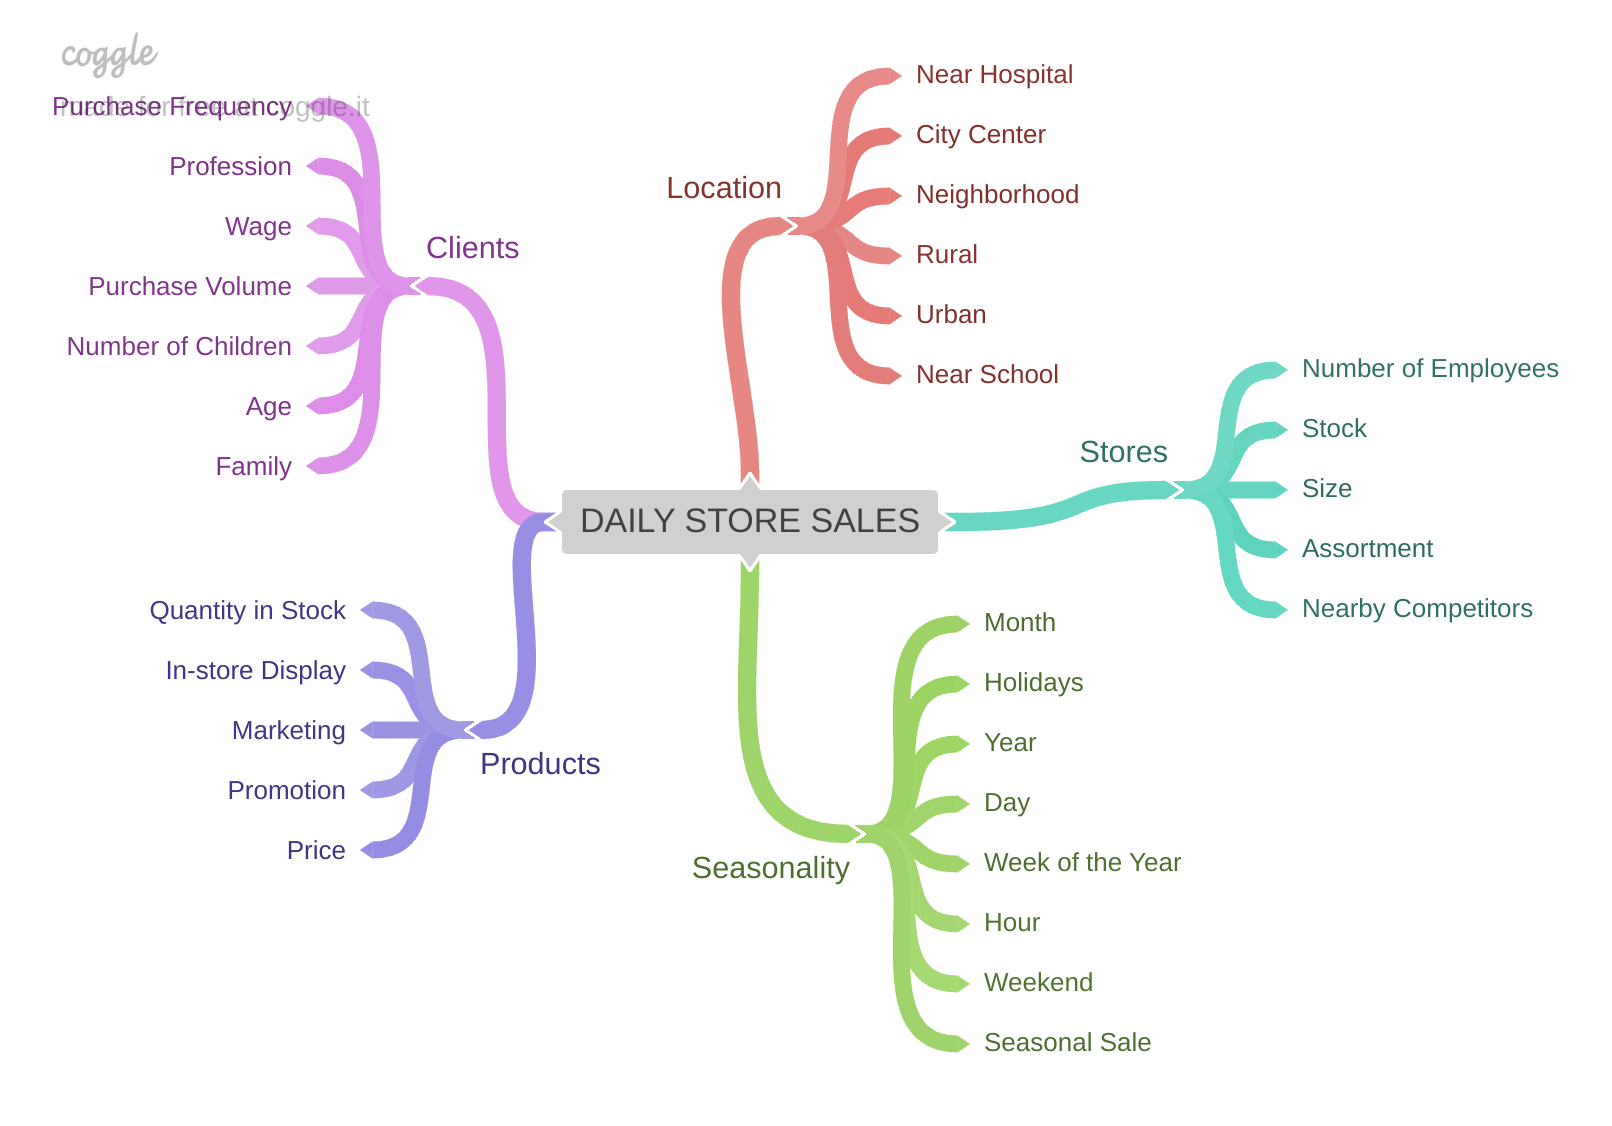 coggle
made for free at coggle.it
Purchase Frequency
Profession
Wage
Clients
Purchase Volume
Number of Children
Age
Family
Location
Near Hospital
City Center
Neighborhood
Rural
Urban
Near School
Stores
Number of Employees
Stock
Size
Assortment
Nearby Competitors
DAILY STORE SALES
Quantity in Stock
In-store Display
Marketing
Products
Promotion
Price
Seasonality
Month
Holidays
Year
Day
Week of the Year
Hour
Weekend
Seasonal Sale